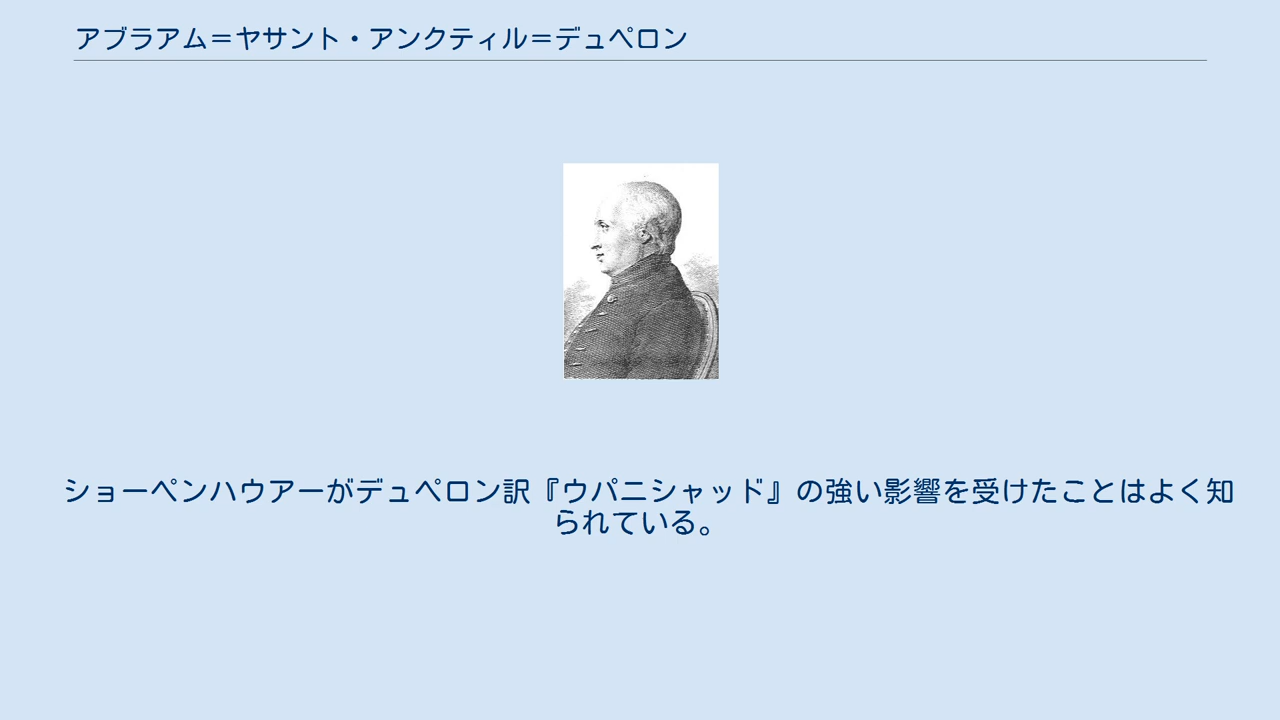 アブラアム＝ヤサント・アンクティル＝デュペロン
ショーペンハウアーがデュペロン訳『ウパニシャッド』の強い影響を受けたことはよく知
られている。